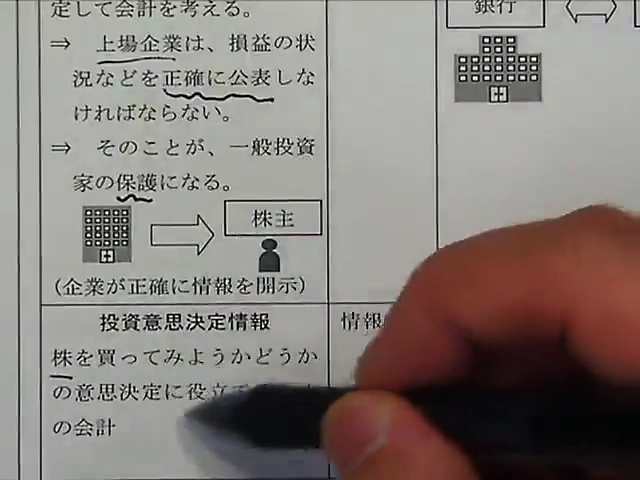 定して会計を考える。
⇒ 上場企業は、損益の状
況などを正確に公表しな
ければならない。
⇒ そのことが、一般投資
家の保護になる。
株主
(企業が正確に情報を開示)
投資意思決定情報
株を買ってみようかどうか
の意思決定に役立
の会計
情報
銀行